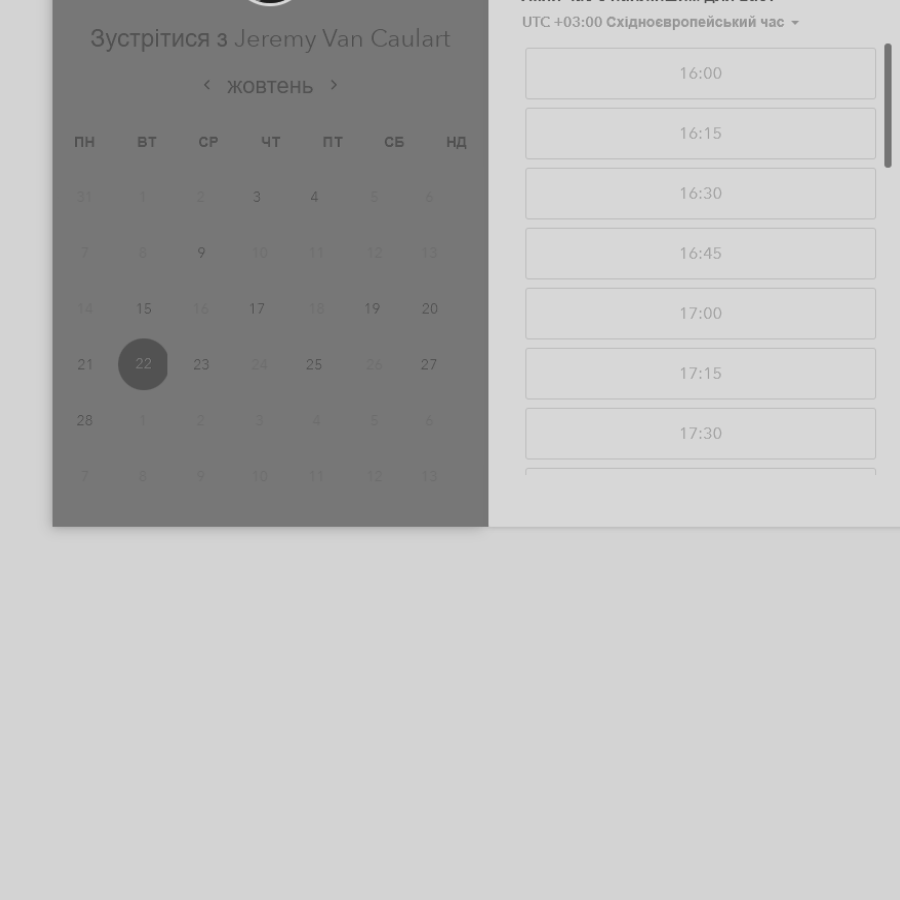 Зустрітися з Jeremy Van Caulart
жовтень
ПН ВТ СР ЧТ ПТ СБ НД
31 1 2 3 4 5 6
7 8 9 10 11 12 13
14 15 16 17 18 19 20
21 22 23 24 25 26 27
28 1 2 3 4 5 6
7 8 9 10 11 12 13
UTC +03:00 Східноєвропейський час
16:00
16:15
16:30
16:45
17:00
17:15
17:30